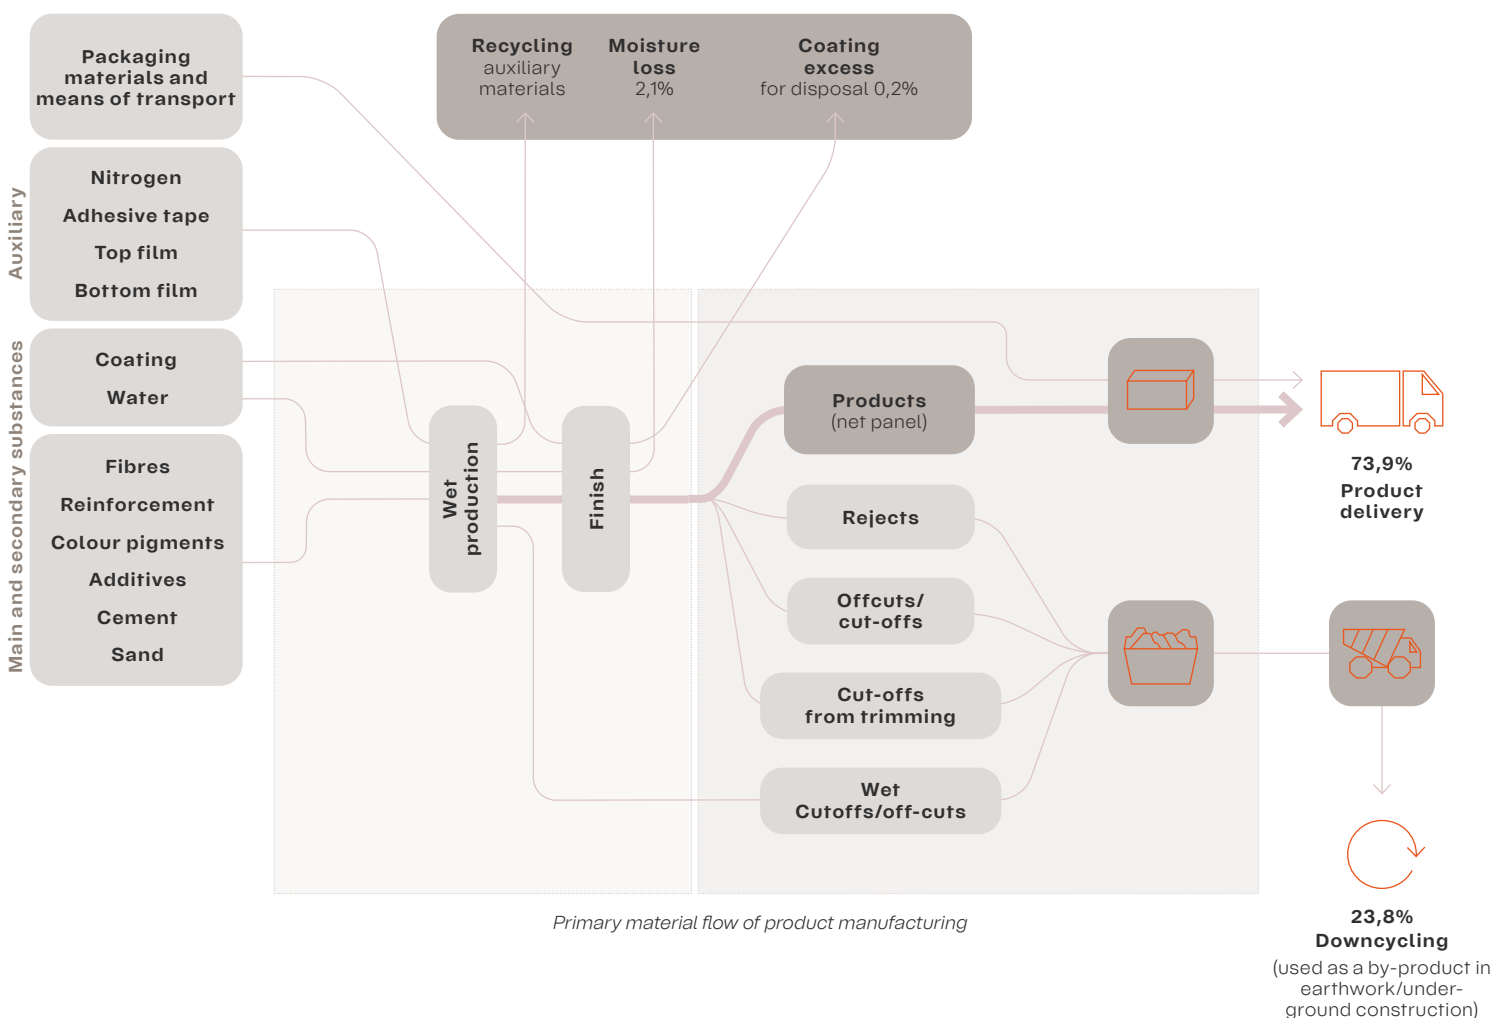 Packaging
materials and
means of transport
Auxiliary
Nitrogen
Adhesive tape
Top film
Bottom film
Main and secondary substances
Coating
Water
Fibres
Reinforcement
Colour pigments
Additives
Cement
Sand
Recycling
auxiliary
materials
Moisture
loss
2,1%
Coating
excess
for disposal 0,2%
Wet
production
Finish
Products
(net panel)
Rejects
Offcuts/
cut-offs
Cut-offs
from trimming
Wet
Cutoffs/off-cuts
73,9%
Product
delivery
23,8%
Downcycling
(used as a by-product in
earthwork/under-
ground construction)
Primary material flow of product manufacturing